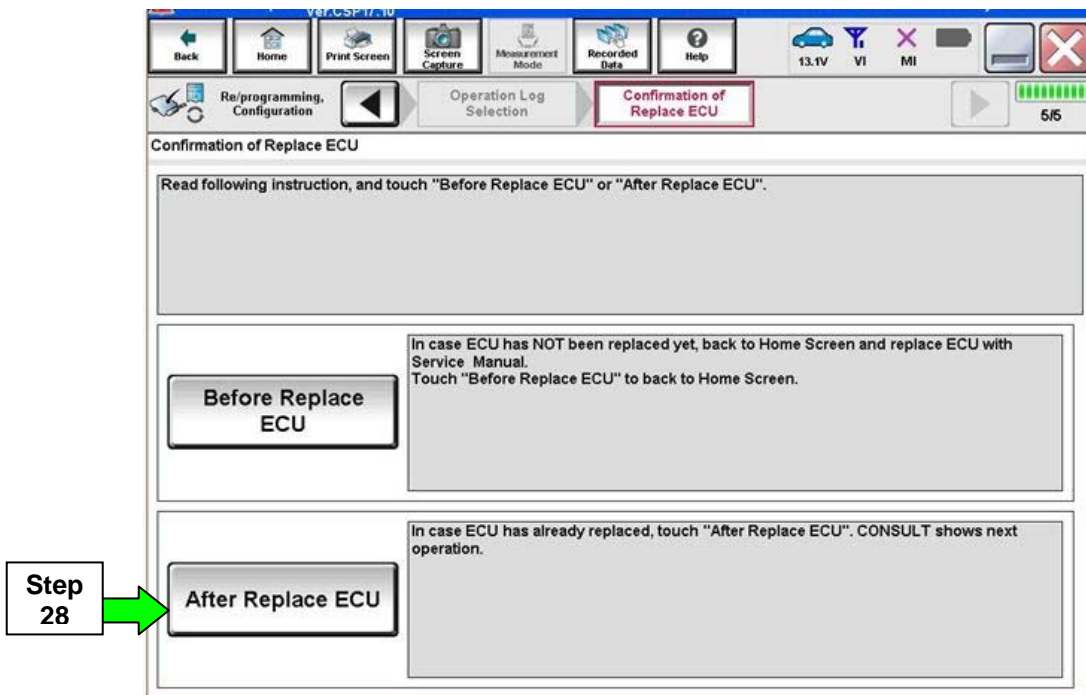 Ver.CSP17.10
Back
Home
Print Screen
Screen
Capture
Measurement
Mode
Recorded
Data
Help
13.1V
VI
MI
Re/programming,
Configuration
Operation Log
Selection
Confirmation of
Replace ECU
5/5
Confirmation of Replace ECU
Read following instruction, and touch "Before Replace ECU" or "After Replace ECU".
Before Replace
ECU
In case ECU has NOT been replaced yet, back to Home Screen and replace ECU with
Service Manual.
Touch "Before Replace ECU" to back to Home Screen.
Step
28
After Replace ECU
In case ECU has already replaced, touch "After Replace ECU". CONSULT shows next
operation.